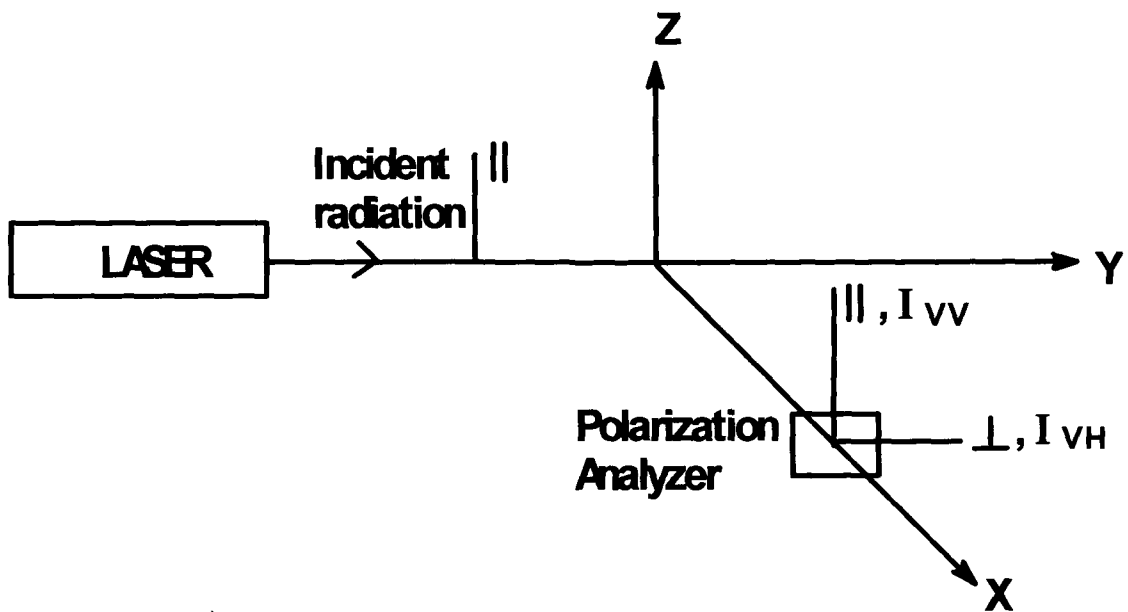 Z
Incident
radiation
||
LASER
Y
|| , I VV
Polarization
Analyzer
⊥, I VH
X